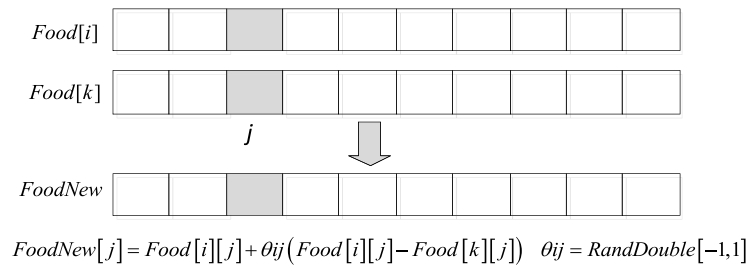 Food[i]
Food[k]
j
FoodNew
FoodNew[j] = Food[i][j] + θij(Food[i][j] − Food[k][j]) θij = RandDouble[−1,1]